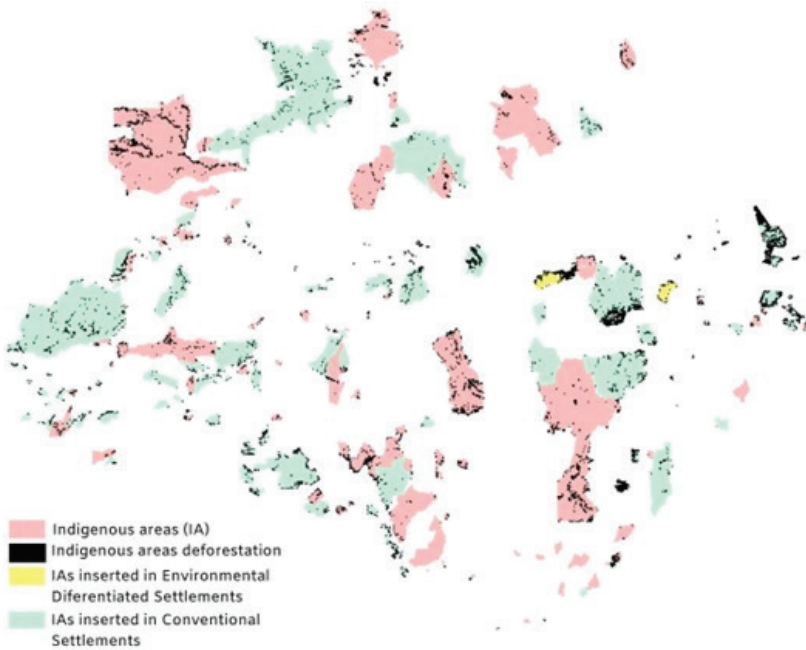 Indigenous areas (IA)
Indigenous areas deforestation
IAs inserted in Environmental
Diferentiated Settlements
IAs inserted in Conventional
Settlements